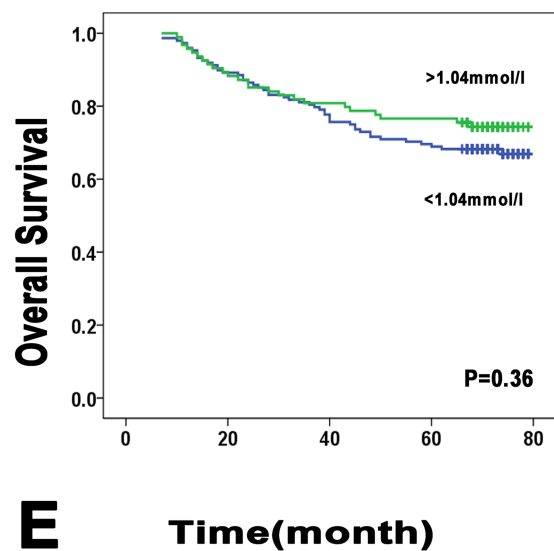 Overall Survival
1.0
0.8
0.6
0.4
0.2
0.0
>1.04mmol/l
<1.04mmol/l
P=0.36
0 20 40 60 80
E Time(month)